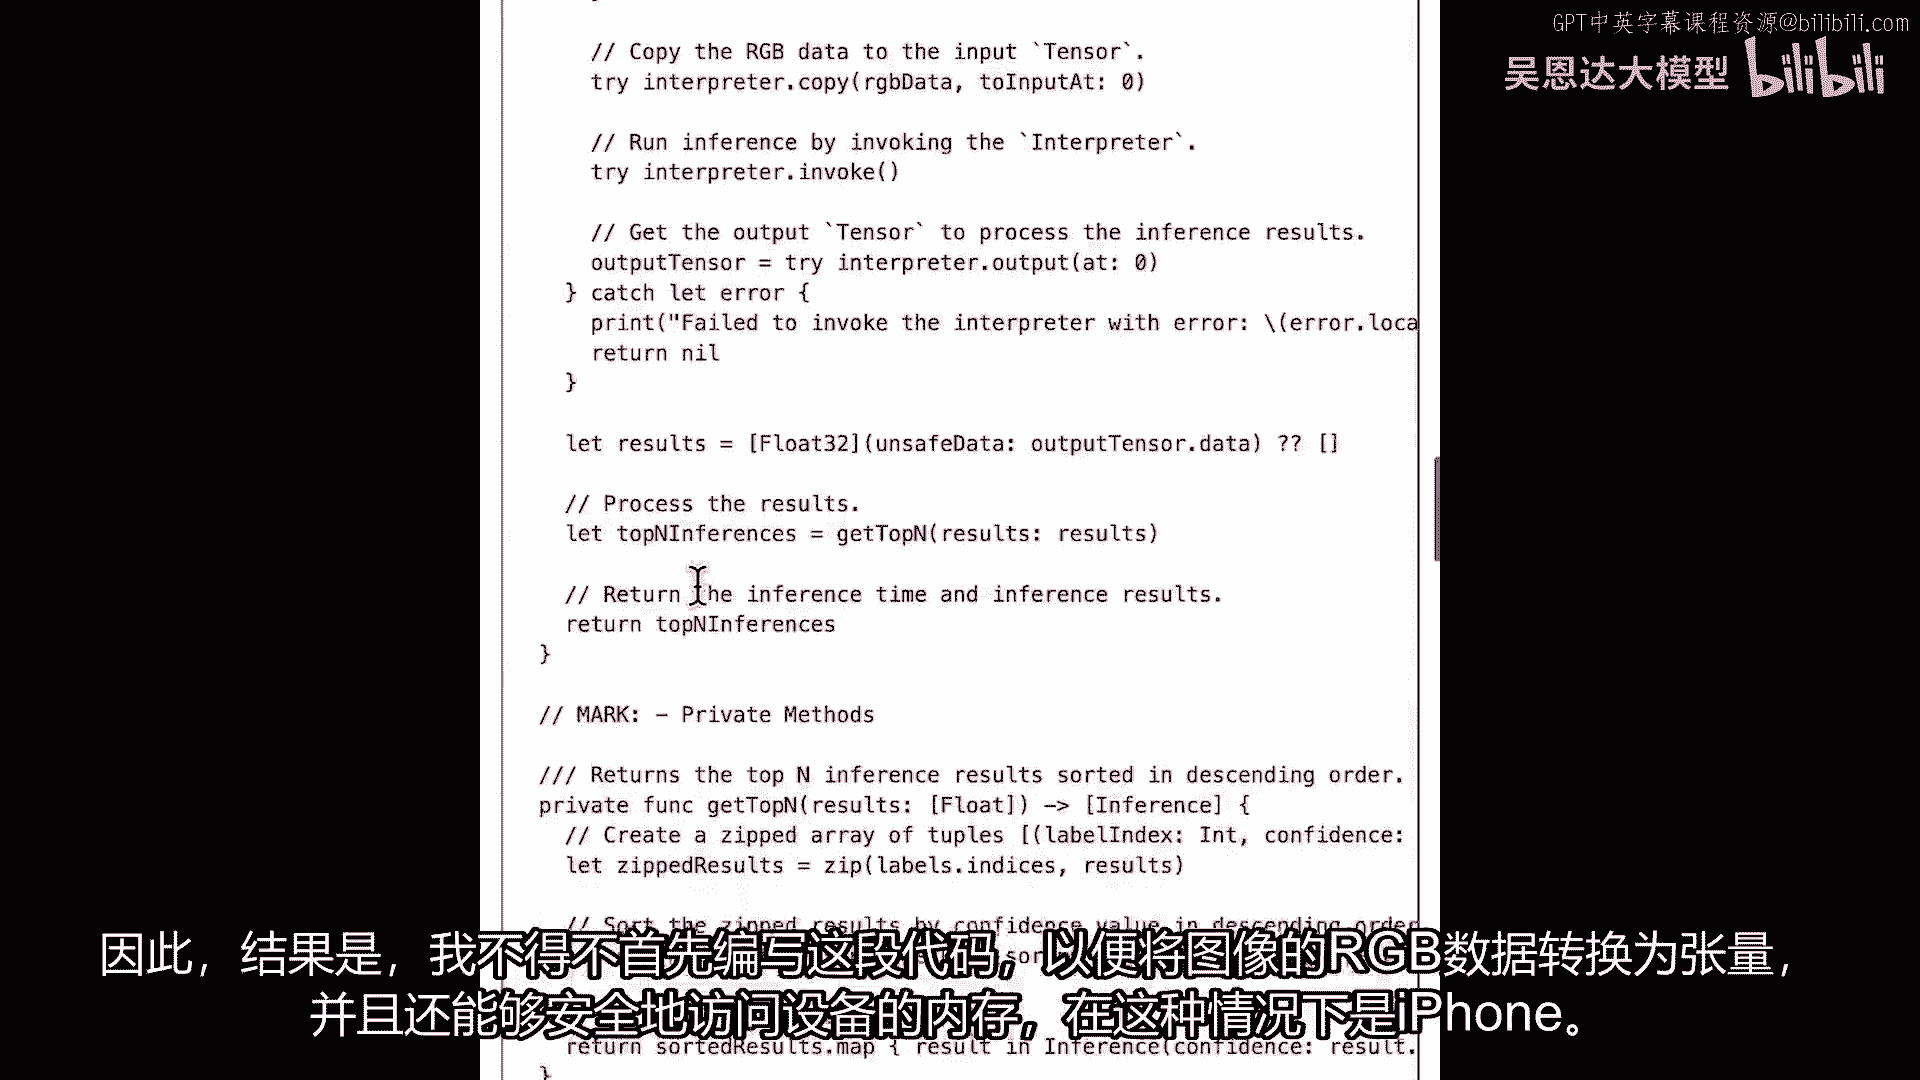 GPT中英字幕课程资源@bilibili.com
吴恩达大模型 bilibili
// Copy the RGB data to the input `Tensor`.
try interpreter.copy(rgbData, toInputAt: 0)
// Run inference by invoking the `Interpreter`.
try interpreter.invoke()
// Get the output `Tensor` to process the inference results.
outputTensor = try interpreter.output(at: 0)
} catch let error {
print("Failed to invoke the interpreter with error: \(error.loca
return nil
}
let results = [Float32](unsafeData: outputTensor.data) ?? []
// Process the results.
let topNInferences = getTopN(results: results)
// Return the inference time and inference results.
return topNInferences
}
// MARK: - Private Methods
/// Returns the top N inference results sorted in descending order.
private func getTopN(results: [Float]) -> [Inference] {
// Create a zipped array of tuples [(labelIndex: Int, confidence:
let zippedResults = zip(labels.indices, results)
// Sort the zipped results by confidence value in descending order
因此，结果是，我不得不首先编写这段代码，以便将图像的RGB数据转换为张量，
并且还能够安全地访问设备的内存，在这种情况下是iPhone。
return sortedResults.map { result in Inference(confidence: result.
}